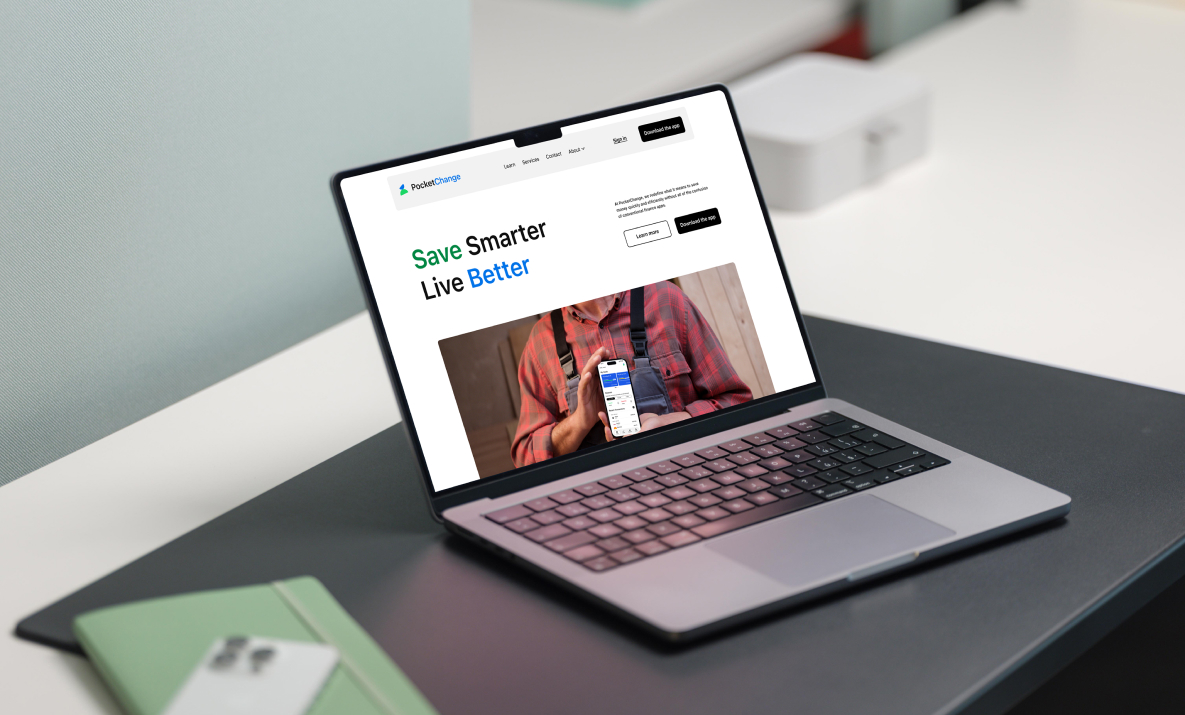 PocketChange
Learn Services Contact About
Sign in
Download the app
Save Smarter
Live Better
At PocketChange, we redefine what it means to save
money quickly and efficiently without all of the confusion
of conventional finance apps.
Learn more
Download the app